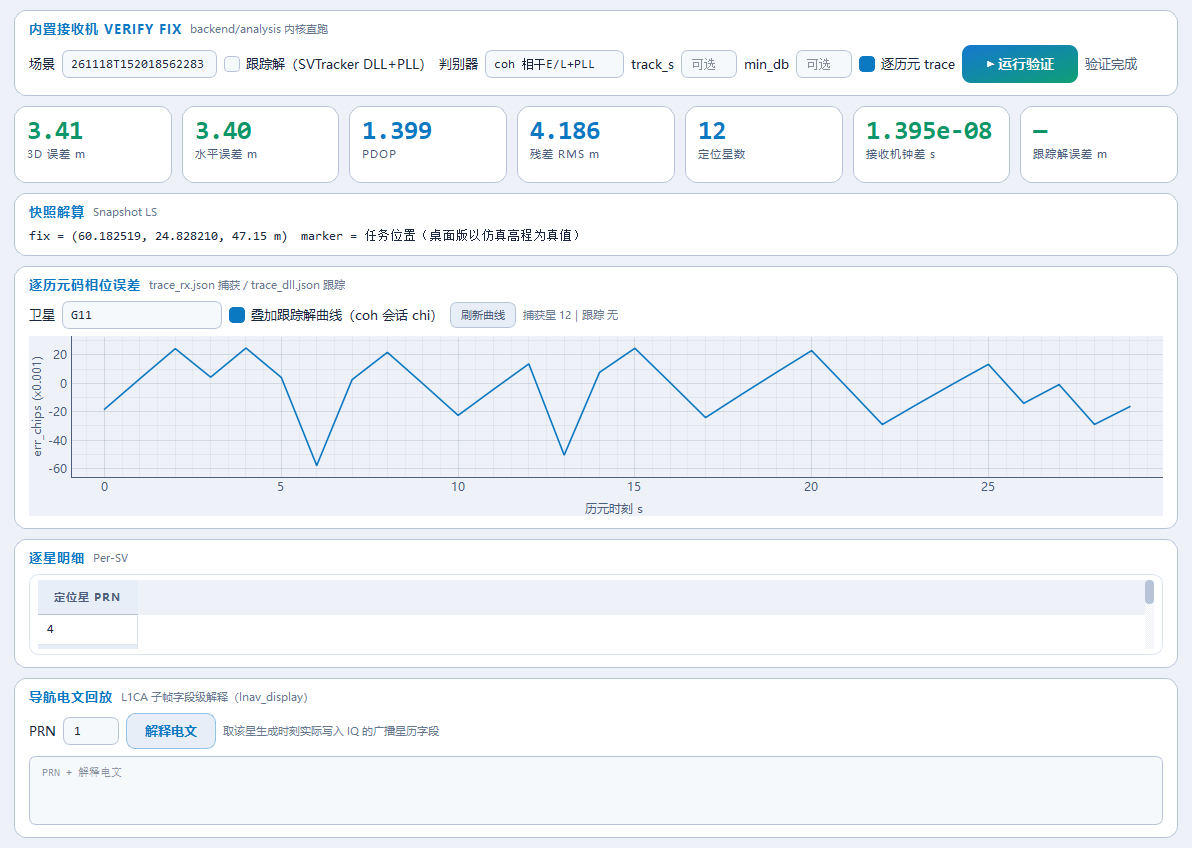 内置接收机 VERIFY FIX backend/analysis 内核直跑
场景 261118T152018562283 跟踪解（SVTracker DLL+PLL） 判别器 coh 相干E/L+PLL track_s 可选 min_db 可选 逐历元 trace ▸ 运行验证 验证完成
3.41 3.40 1.399 4.186 12 1.395e-08 —
3D 误差 m 水平误差 m PDOP 残差 RMS m 定位星数 接收机钟差 s 跟踪解误差 m
快照解算 Snapshot LS
fix = (60.182519, 24.828210, 47.15 m) marker = 任务位置（桌面版以仿真高程为真值）
逐历元码相位误差 trace_rx.json 捕获 / trace_dll.json 跟踪
卫星 G11 叠加跟踪解曲线（coh 会话 chi） 刷新曲线 捕获星 12 | 跟踪 无
err_chips (x0.001)
20
0
-20
-40
-60
0 5 10 15 20 25
历元时刻 s
逐星明细 Per-SV
定位星 PRN
4
导航电文回放 L1CA 子帧字段级解释（lnav_display）
PRN 1 解释电文 取该星生成时刻实际写入 IQ 的广播星历字段
PRN + 解释电文